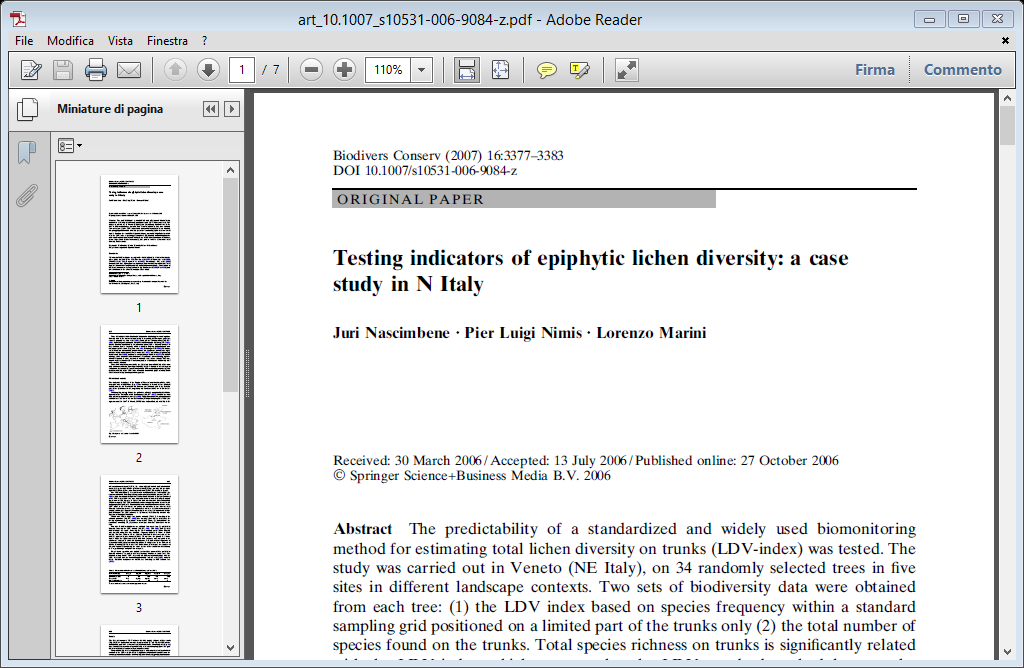 art_10.1007_s10531-006-9084-z.pdf - Adobe Reader
File Modifica Vista Finestra ?
1 / 7 110% Firma Commento
Miniature di pagina
1
2
3
Biodivers Conserv (2007) 16:3377–3383
DOI 10.1007/s10531-006-9084-z
ORIGINAL PAPER
Testing indicators of epiphytic lichen diversity: a case
study in N Italy
Juri Nascimbene · Pier Luigi Nimis · Lorenzo Marini
Received: 30 March 2006 / Accepted: 13 July 2006 / Published online: 27 October 2006
© Springer Science+Business Media B.V. 2006
Abstract The predictability of a standardized and widely used biomonitoring
method for estimating total lichen diversity on trunks (LDV-index) was tested. The
study was carried out in Veneto (NE Italy), on 34 randomly selected trees in five
sites in different landscape contexts. Two sets of biodiversity data were obtained
from each tree: (1) the LDV index based on species frequency within a standard
sampling grid positioned on a limited part of the trunks only (2) the total number of
species found on the trunks. Total species richness on trunks is significantly related